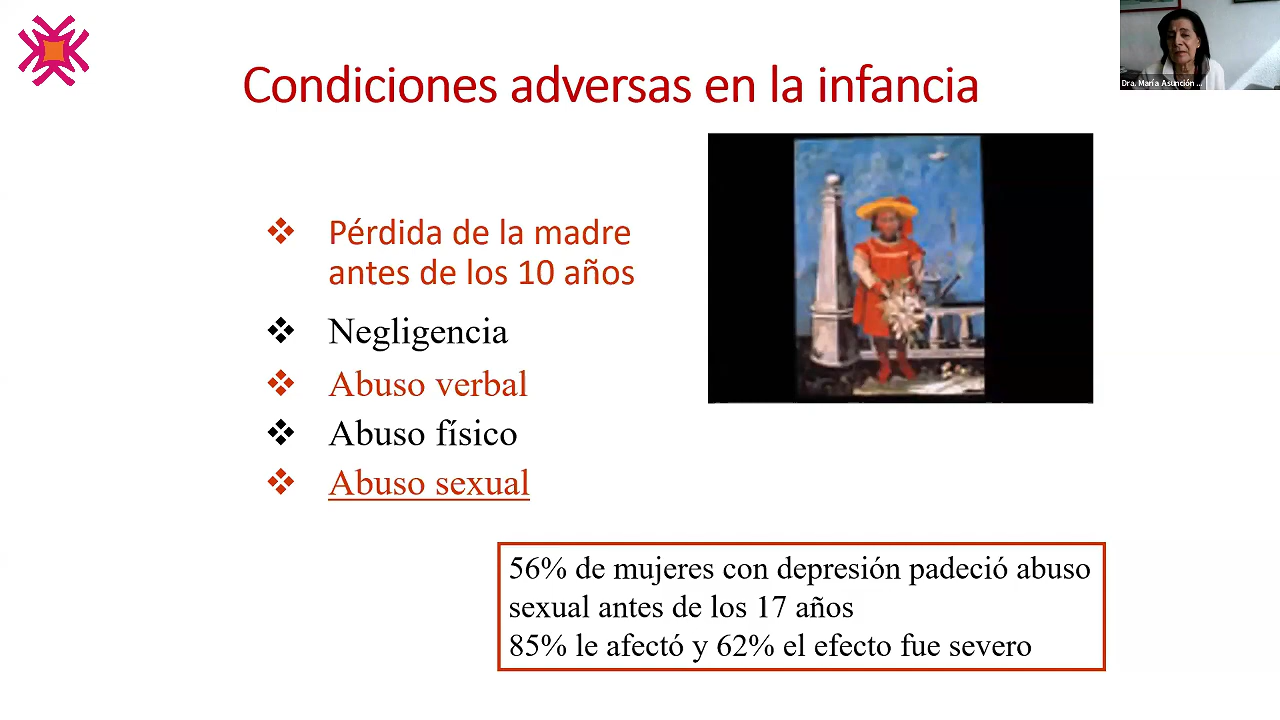 Condiciones adversas en la infancia
Dra. María Asunción ...
Pérdida de la madre
antes de los 10 años
Negligencia
Abuso verbal
Abuso físico
Abuso sexual
56% de mujeres con depresión padeció abuso
sexual antes de los 17 años
85% le afectó y 62% el efecto fue severo